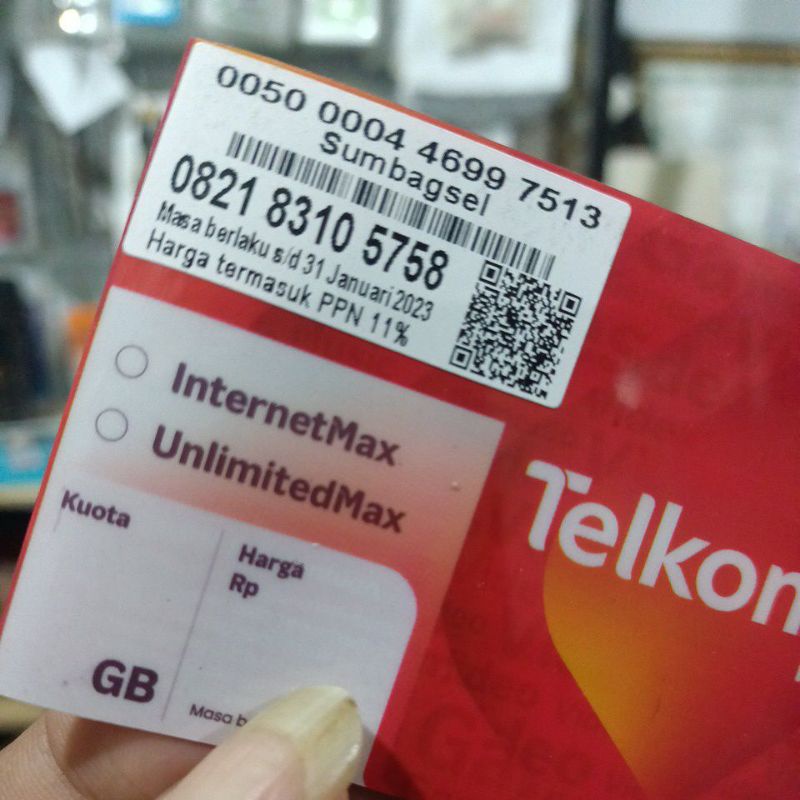 0050 0004 4699 7513
Sumbagsel
0821 8310 5758
Masa berlaku s/d 31 Januari 2023
Harga termasuk PPN 11%
InternetMax
UnlimitedMax
Kuota
Harga
Rp
GB
Masa b
Telkom